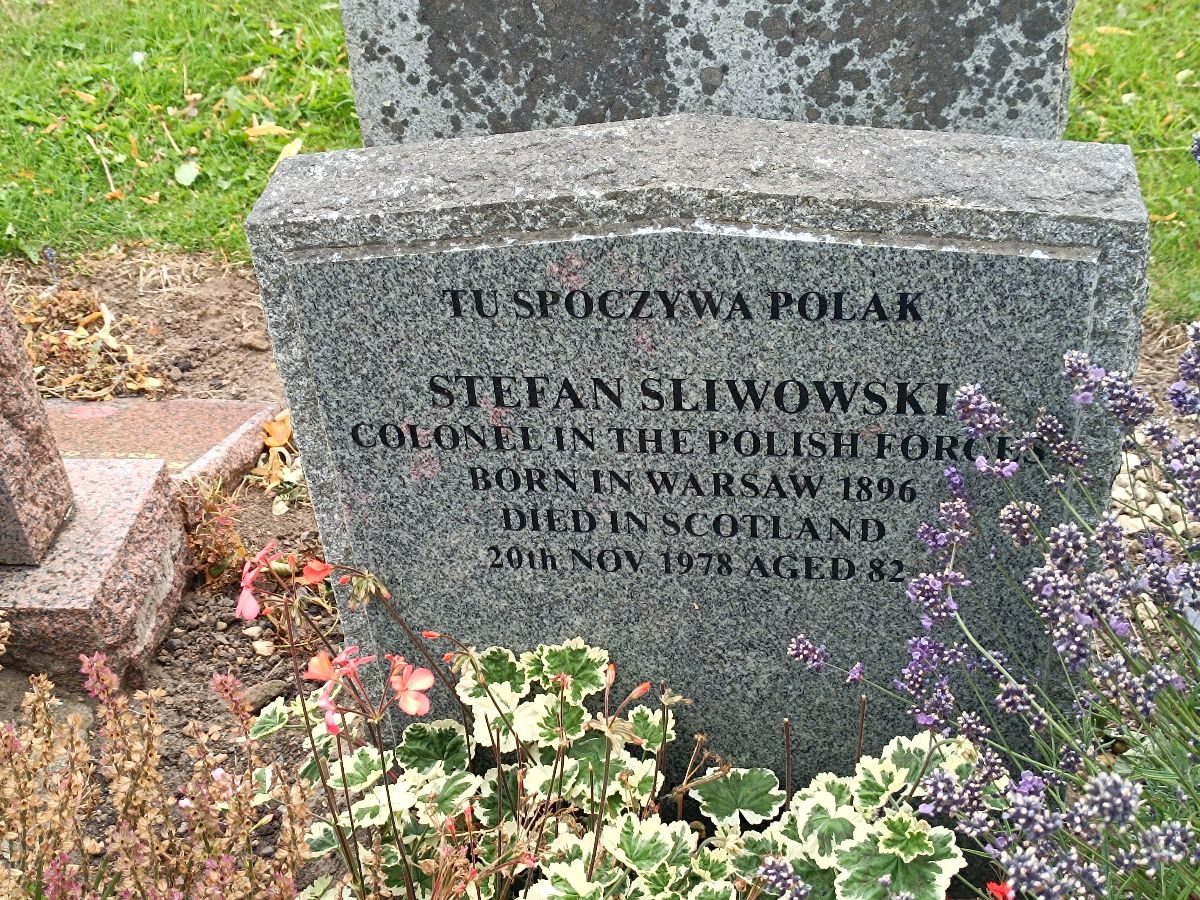 TU SPOCZYWA POLAK
STEFAN SLIWOWSKI
COLONEL IN THE POLISH FORCES
BORN IN WARSAW 1896
DIED IN SCOTLAND
20th NOV 1978 AGED 82